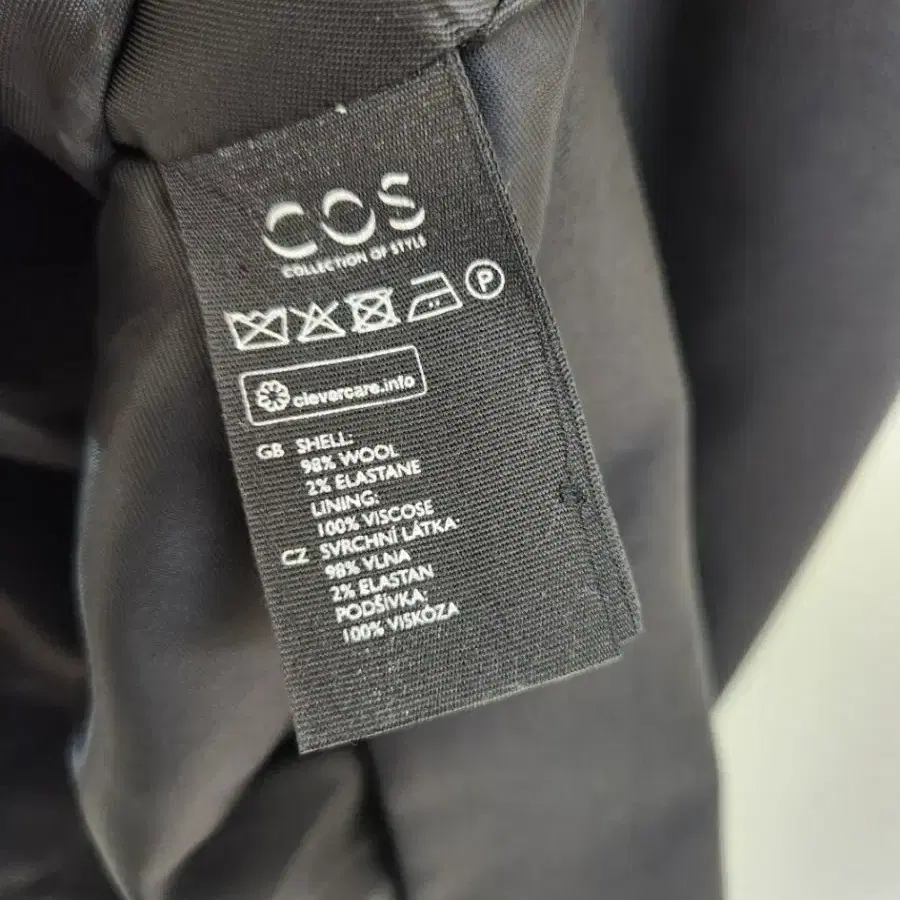 COS
COLLECTION OF STYLE
P
clevercare.info
GB SHELL:
98% WOOL
2% ELASTANE
LINING:
100% VISCOSE
CZ SVRCHNÍ LÁTKA:
98% VLNA
2% ELASTAN
PODŠÍVKA:
100% VISKÓZA